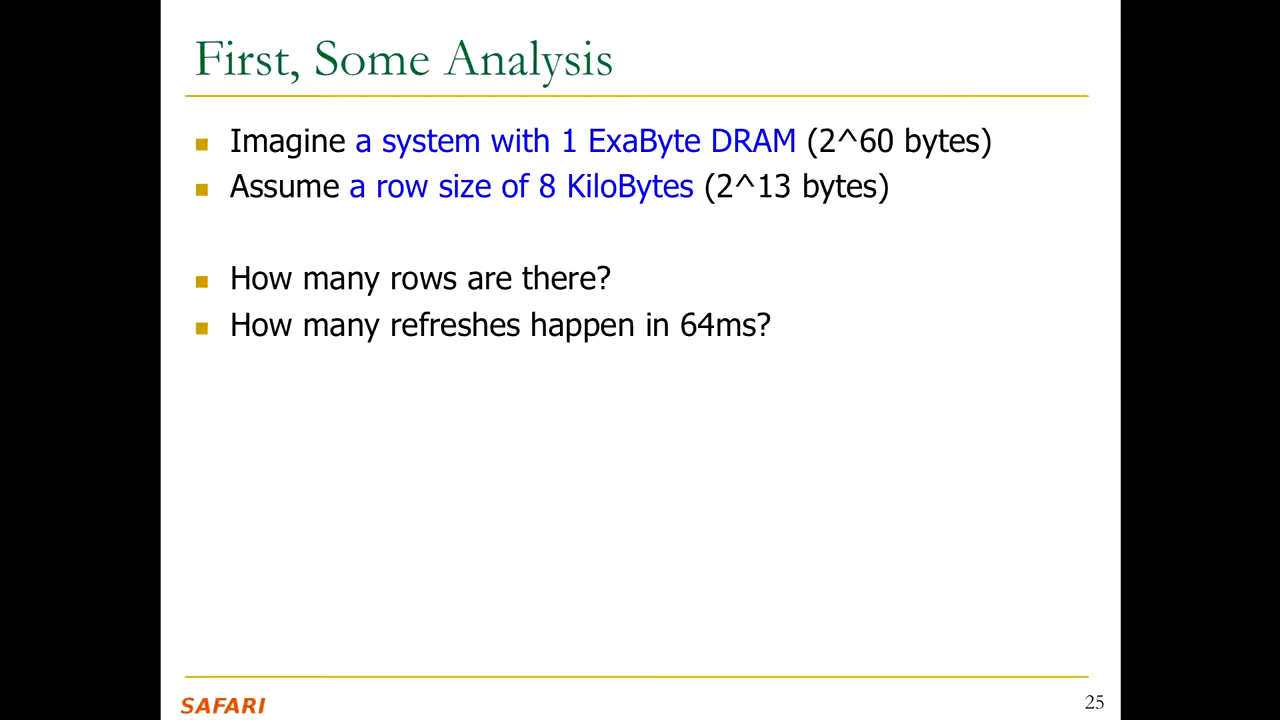 First, Some Analysis
Imagine a system with 1 ExaByte DRAM (2^60 bytes)
Assume a row size of 8 KiloBytes (2^13 bytes)
How many rows are there?
How many refreshes happen in 64ms?
SAFARI
25